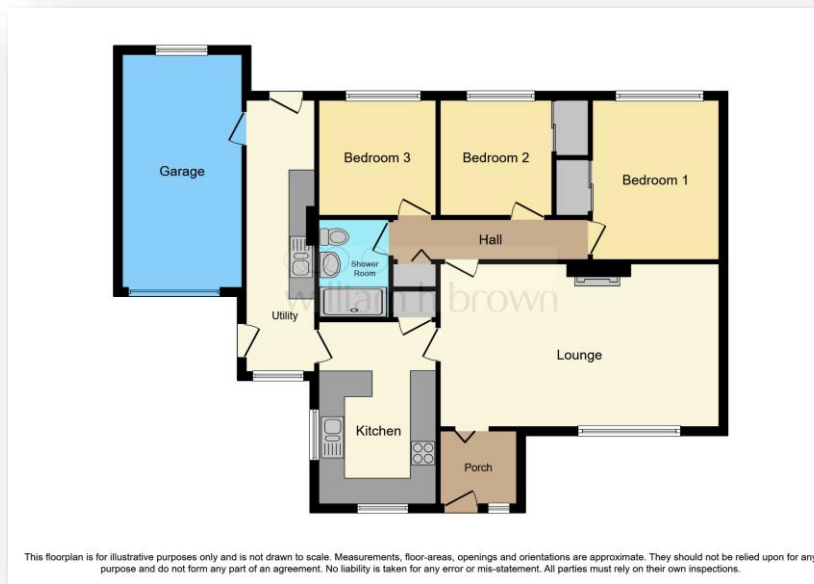 Garage
Bedroom 3
Bedroom 2
Bedroom 1
Hall
Shower
Room
william h brown
Utility
Lounge
Kitchen
Porch
This floorplan is for illustrative purposes only and is not drawn to scale. Measurements, floor-areas, openings and orientations are approximate. They should not be relied upon for any
purpose and do not form any part of an agreement. No liability is taken for any error or mis-statement. All parties must rely on their own inspections.